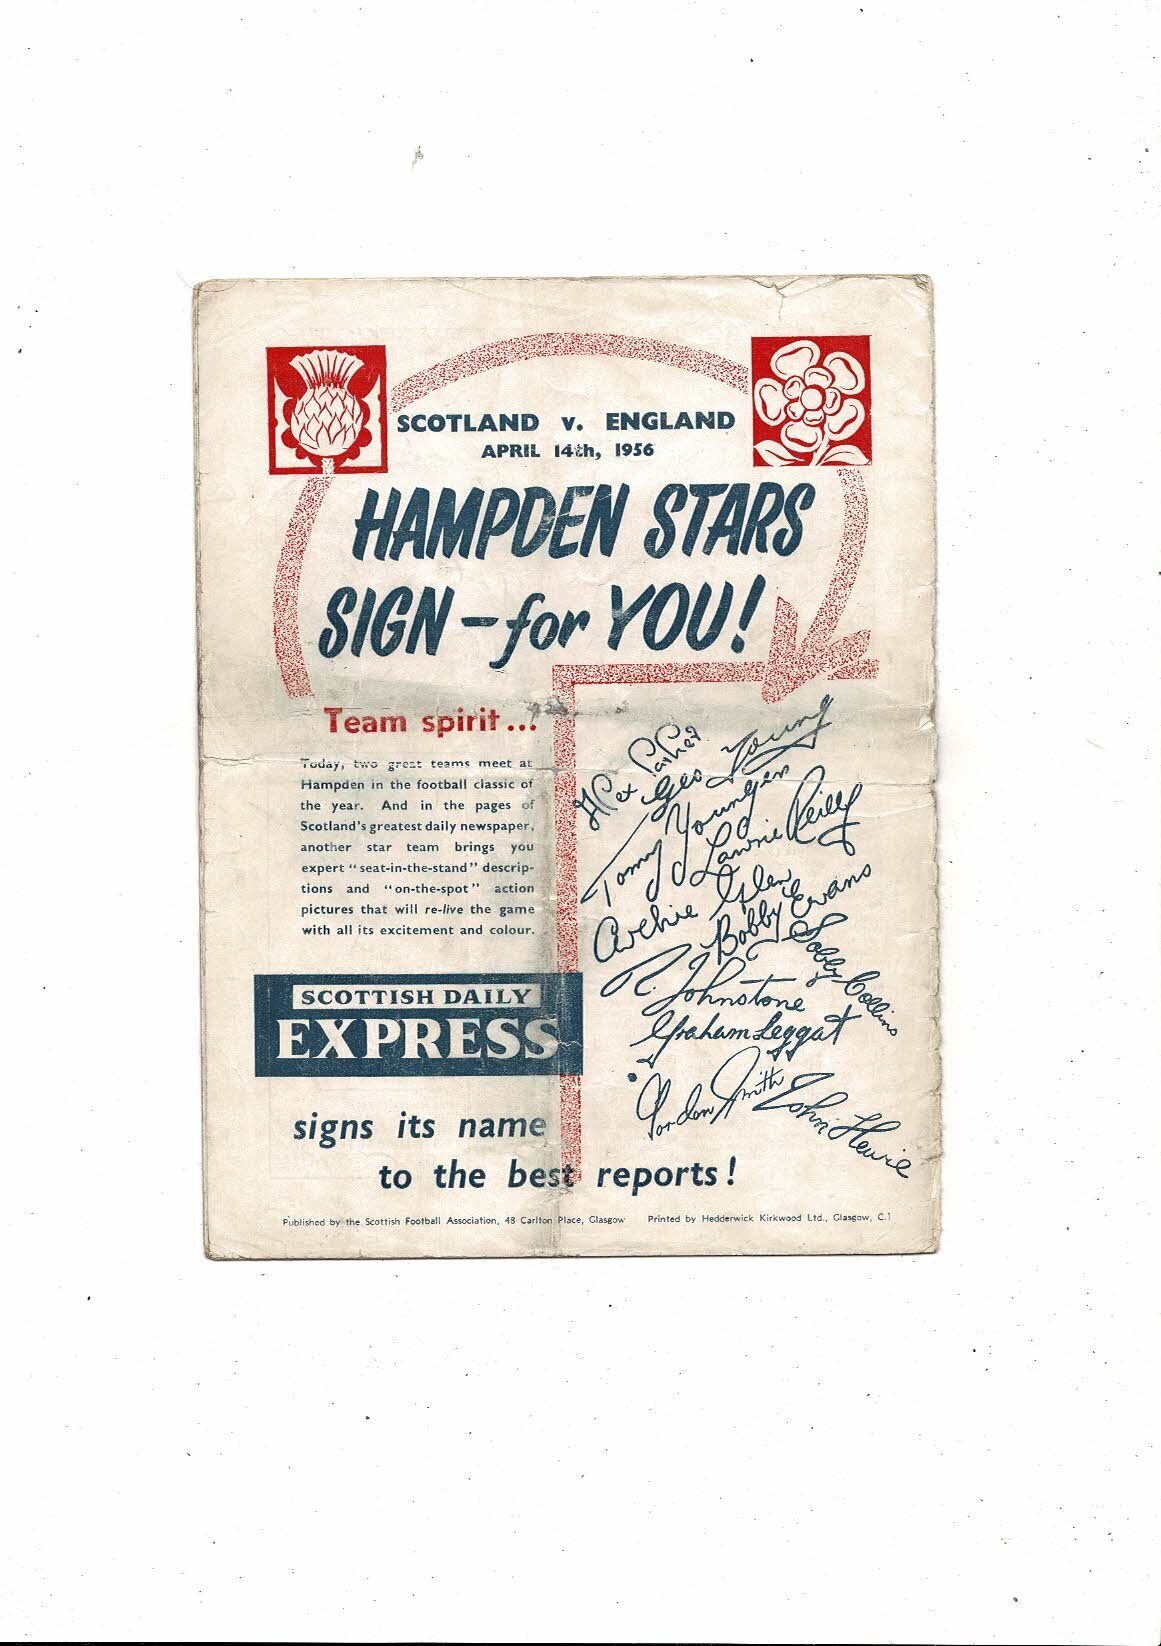 SCOTLAND v. ENGLAND
APRIL 14th, 1956
HAMPDEN STARS
SIGN - for YOU!
Team spirit...
Today, two great teams meet at
Hampden in the football classic of
the year. And in the pages of
Scotland's greatest daily newspaper,
another star team brings you
expert "seat-in-the-stand" descrip-
tions and "on-the-spot" action
pictures that will re-live the game
with all its excitement and colour.
SCOTTISH DAILY
EXPRESS
signs its name
to the best reports!
Alex Parker
Geo Young
Tommy Younger
Lawrie Reilly
Archie Glen
Bobby Evans
Bobby Collins
R. Johnstone
Graham Leggat
Gordon Smith
John Hewie
Published by the Scottish Football Association, 48 Carlton Place, Glasgow Printed by Hedderwick Kirkwood Ltd., Glasgow, C.1